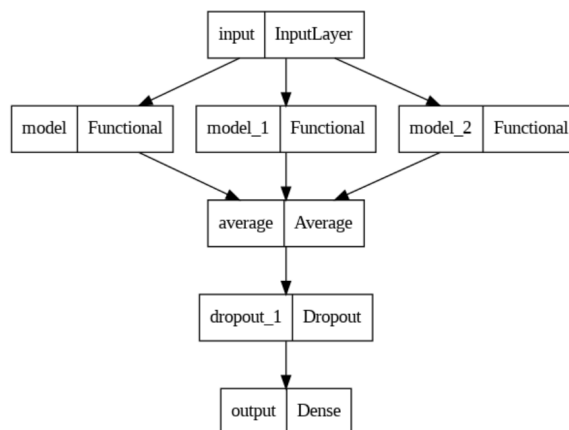 input InputLayer
model Functional model_1 Functional model_2 Functional
average Average
dropout_1 Dropout
output Dense